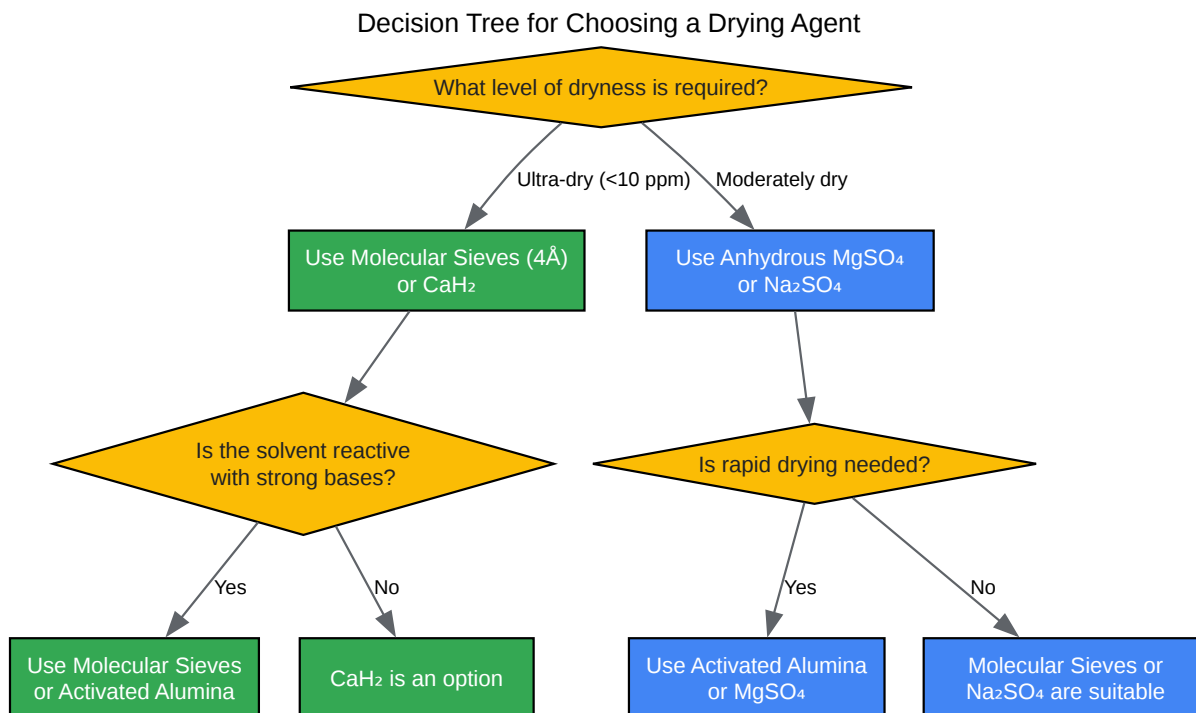 Decision Tree for Choosing a Drying Agent
What level of dryness is required?
Ultra-dry (<10 ppm)
Moderately dry
Use Molecular Sieves (4Å)
or CaH₂
Use Anhydrous MgSO₄
or Na₂SO₄
Is the solvent reactive
with strong bases?
Is rapid drying needed?
Yes
No
Yes
No
Use Molecular Sieves
or Activated Alumina
CaH₂ is an option
Use Activated Alumina
or MgSO₄
Molecular Sieves or
Na₂SO₄ are suitable